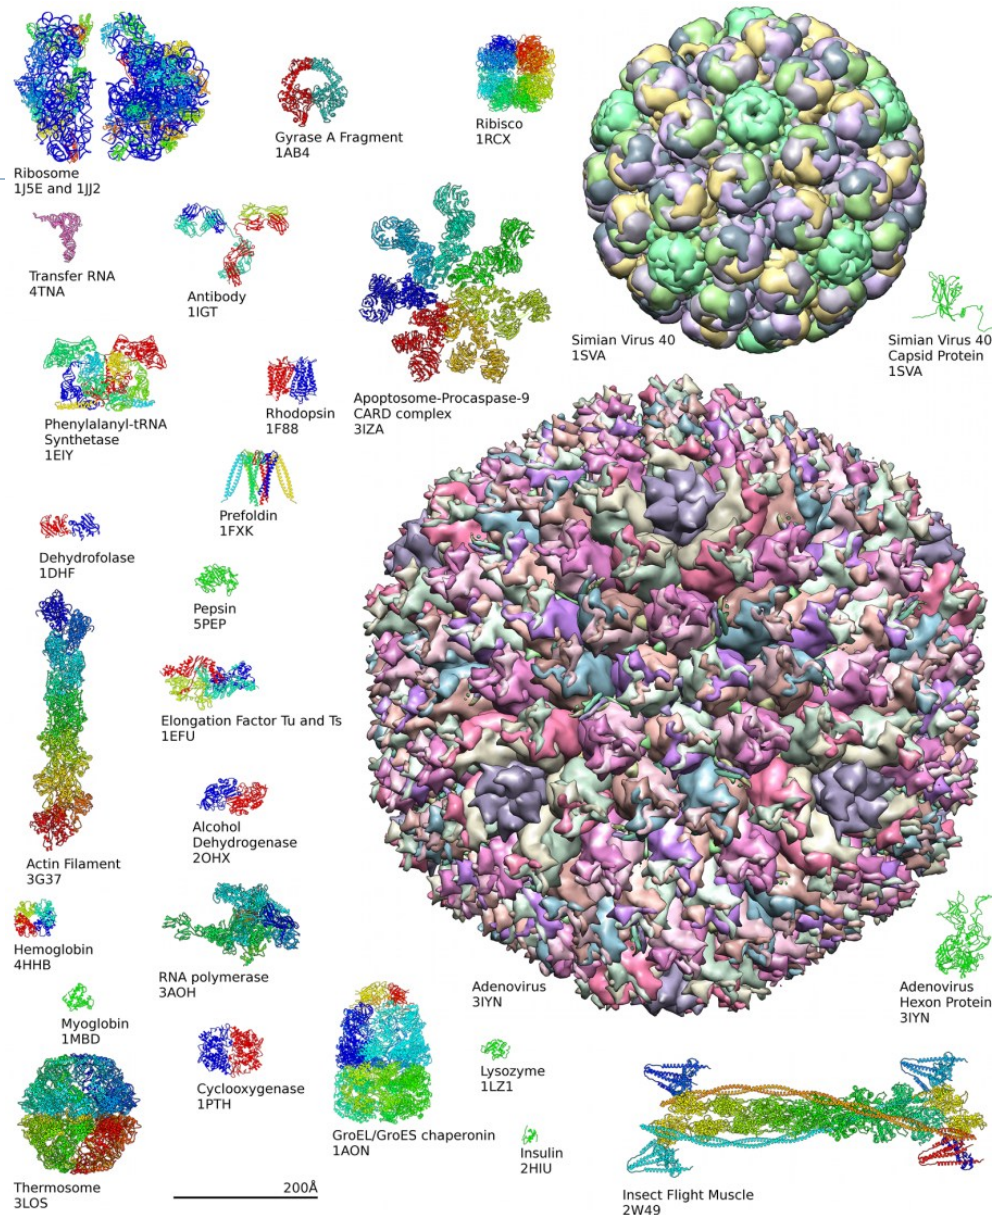 Ribosome
1J5E and 1JJ2
Gyrase A Fragment
1AB4
Ribisco
1RCX
Transfer RNA
4TNA
Antibody
1IGT
Simian Virus 40
1SVA
Simian Virus 40
Capsid Protein
1SVA
Phenylalanyl-tRNA
Synthetase
1EIY
Rhodopsin
1F88
Apoptosome-Procaspase-9
CARD complex
3IZA
Prefoldin
1FXK
Dehydrofolase
1DHF
Pepsin
5PEP
Elongation Factor Tu and Ts
1EFU
Alcohol
Dehydrogenase
2OHX
Actin Filament
3G37
Hemoglobin
4HHB
RNA polymerase
3AOH
Adenovirus
3IYN
Adenovirus
Hexon Protein
3IYN
Myoglobin
1MBD
Cyclooxygenase
1PTH
Lysozyme
1LZ1
GroEL/GroES chaperonin
1AON
Insulin
2HIU
Thermosome
3LOS
200Å
Insect Flight Muscle
2W49